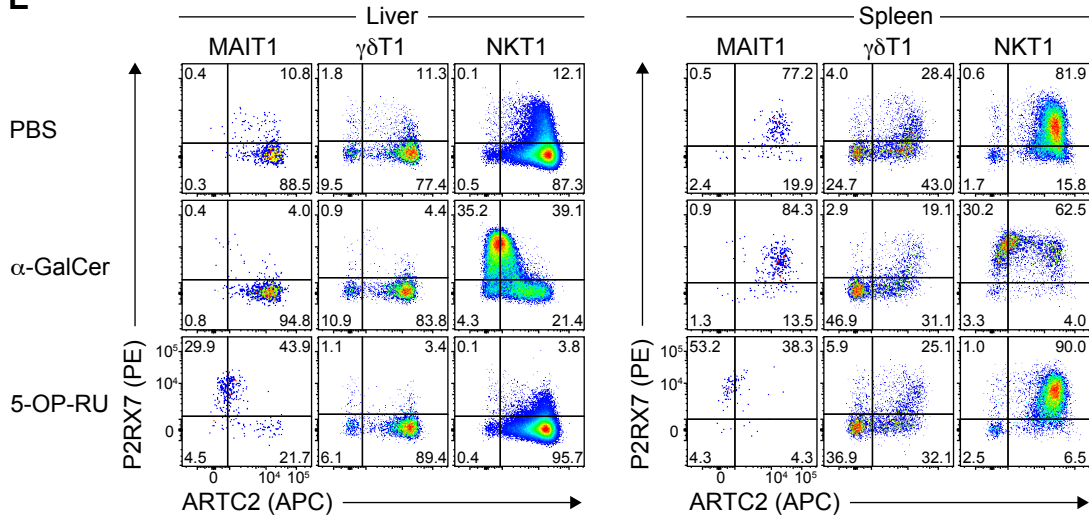 E
Liver Spleen
MAIT1 γδT1 NKT1 MAIT1 γδT1 NKT1
PBS
0.4 10.8 1.8 11.3 0.1 12.1 0.5 77.2 4.0 28.4 0.6 81.9
0.3 88.5 9.5 77.4 0.5 87.3 2.4 19.9 24.7 43.0 1.7 15.8
α-GalCer
0.4 4.0 0.9 4.4 35.2 39.1 0.9 84.3 2.9 19.1 30.2 62.5
0.8 94.8 10.9 83.8 4.3 21.4 1.3 13.5 46.9 31.1 3.3 4.0
5-OP-RU
29.9 43.9 1.1 3.4 0.1 3.8 53.2 38.3 5.9 25.1 1.0 90.0
4.5 21.7 6.1 89.4 0.4 95.7 4.3 4.3 36.9 32.1 2.5 6.5
P2RX7 (PE) P2RX7 (PE)
10⁵ 10⁵
10⁴ 10⁴
0 0
0 10⁴ 10⁵ 0 10⁴ 10⁵
ARTC2 (APC) ARTC2 (APC)